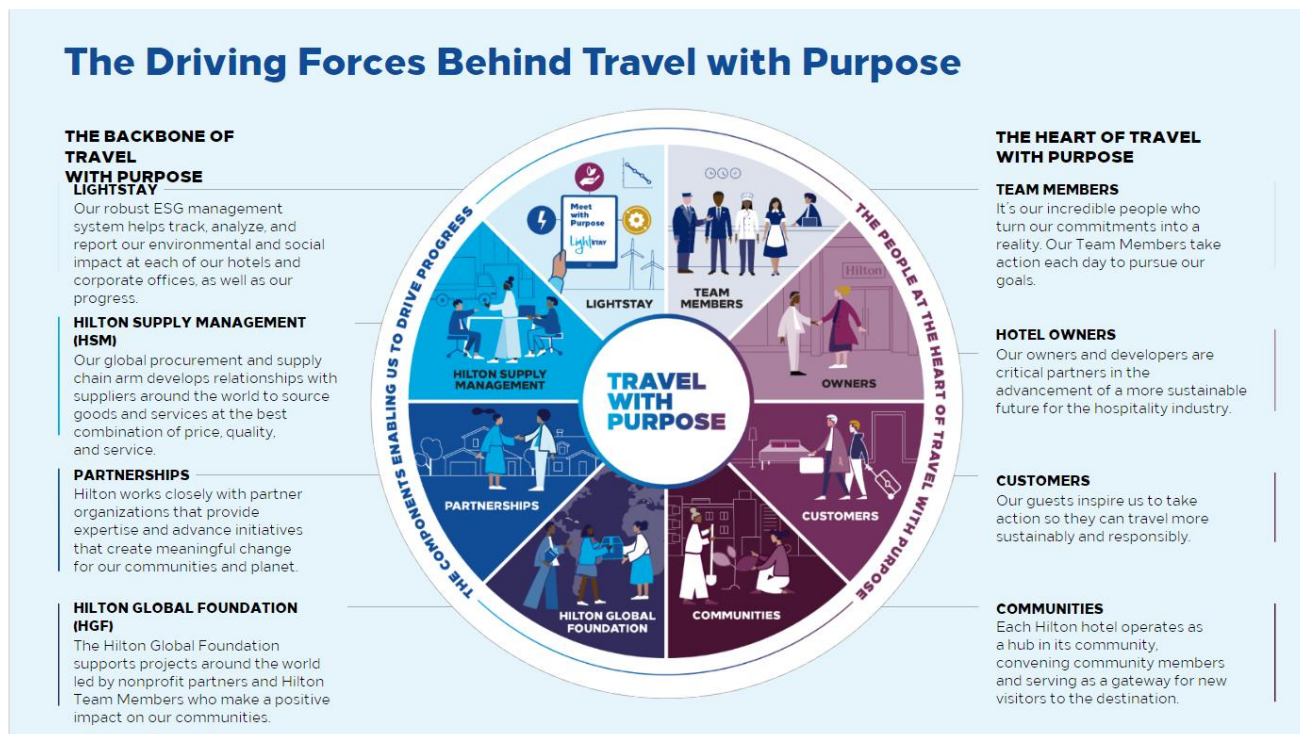 The Driving Forces Behind Travel with Purpose
THE BACKBONE OF
TRAVEL
WITH PURPOSE
LIGHTSTAY
Our robust ESG management
system helps track, analyze, and
report our environmental and social
impact at each of our hotels and
corporate offices, as well as our
progress.
HILTON SUPPLY MANAGEMENT
(HSM)
Our global procurement and supply
chain arm develops relationships with
suppliers around the world to source
goods and services at the best
combination of price, quality,
and service.
PARTNERSHIPS
Hilton works closely with partner
organizations that provide
expertise and advance initiatives
that create meaningful change
for our communities and planet.
HILTON GLOBAL FOUNDATION
(HGF)
The Hilton Global Foundation
supports projects around the world
led by nonprofit partners and Hilton
Team Members who make a positive
impact on our communities.
THE COMPONENTS ENABLING US TO DRIVE PROGRESS
THE PEOPLE AT THE HEART OF TRAVEL WITH PURPOSE
Meet
with
Purpose
LightSTAY
LIGHTSTAY
TEAM
MEMBERS
Hilton
OWNERS
HILTON SUPPLY
MANAGEMENT
TRAVEL
WITH
PURPOSE
PARTNERSHIPS
CUSTOMERS
HILTON GLOBAL
FOUNDATION
COMMUNITIES
THE HEART OF TRAVEL
WITH PURPOSE
TEAM MEMBERS
It's our incredible people who
turn our commitments into a
reality. Our Team Members take
action each day to pursue our
goals.
HOTEL OWNERS
Our owners and developers are
critical partners in the
advancement of a more sustainable
future for the hospitality industry.
CUSTOMERS
Our guests inspire us to take
action so they can travel more
sustainably and responsibly.
COMMUNITIES
Each Hilton hotel operates as
a hub in its community,
convening community members
and serving as a gateway for new
visitors to the destination.